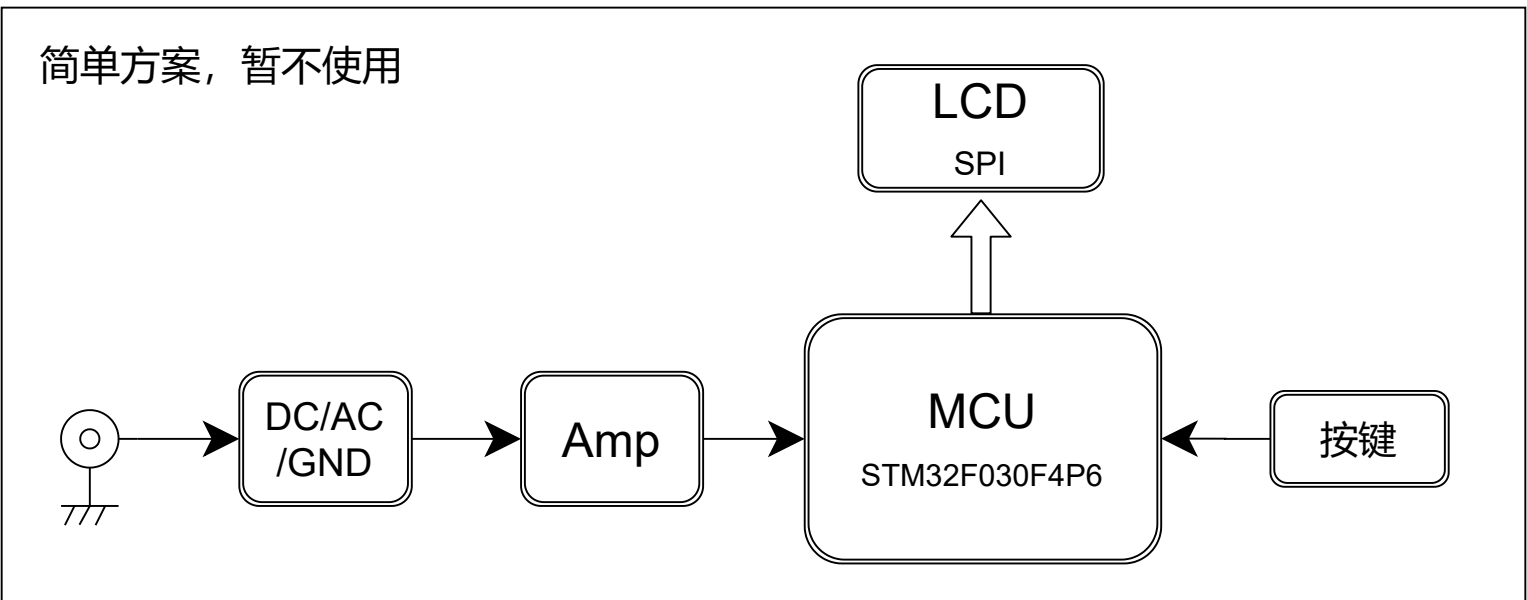 简单方案，暂不使用
LCD
SPI
DC/AC
/GND
Amp
MCU
STM32F030F4P6
按键